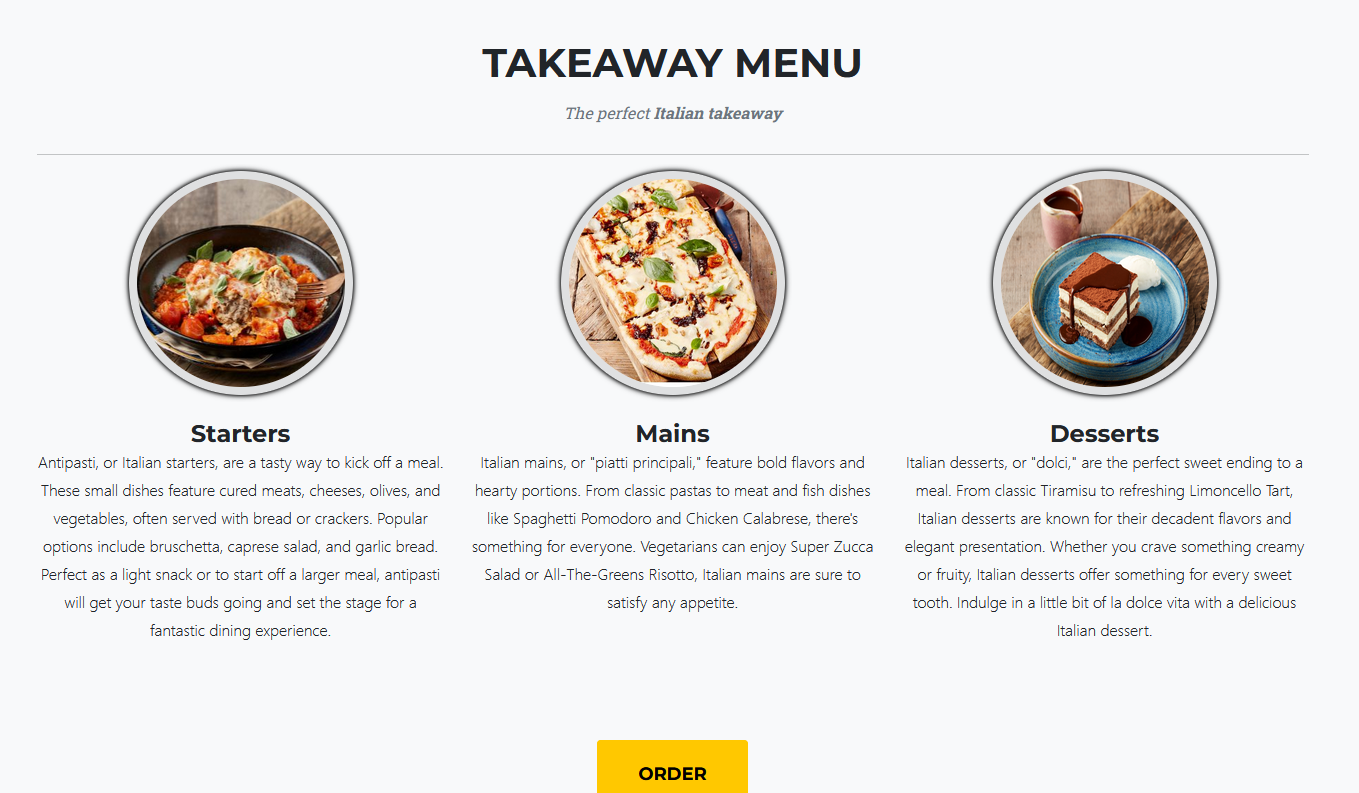 TAKEAWAY MENU
The perfect Italian takeaway
Starters
Antipasti, or Italian starters, are a tasty way to kick off a meal.
These small dishes feature cured meats, cheeses, olives, and
vegetables, often served with bread or crackers. Popular
options include bruschetta, caprese salad, and garlic bread.
Perfect as a light snack or to start off a larger meal, antipasti
will get your taste buds going and set the stage for a
fantastic dining experience.
Mains
Italian mains, or "piatti principali," feature bold flavors and
hearty portions. From classic pastas to meat and fish dishes
like Spaghetti Pomodoro and Chicken Calabrese, there's
something for everyone. Vegetarians can enjoy Super Zucca
Salad or All-The-Greens Risotto, Italian mains are sure to
satisfy any appetite.
Desserts
Italian desserts, or "dolci," are the perfect sweet ending to a
meal. From classic Tiramisu to refreshing Limoncello Tart,
Italian desserts are known for their decadent flavors and
elegant presentation. Whether you crave something creamy
or fruity, Italian desserts offer something for every sweet
tooth. Indulge in a little bit of la dolce vita with a delicious
Italian dessert.
ORDER